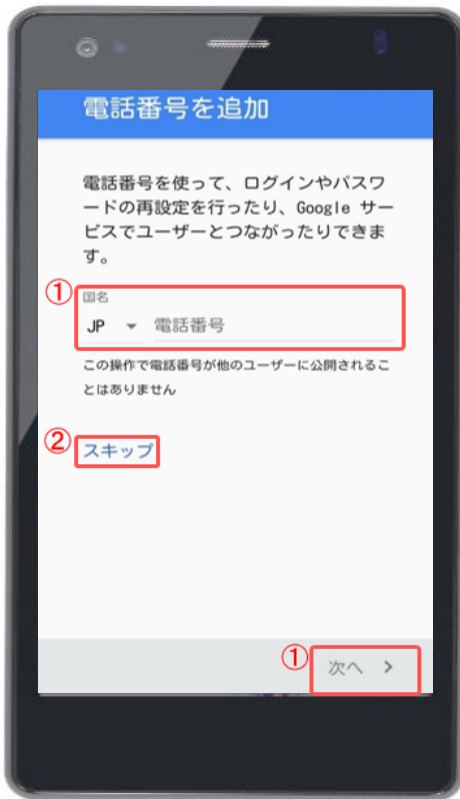 電話番号を追加
電話番号を使って、ログインやパスワ
ードの再設定を行ったり、Google サー
ビスでユーザーとつながったりできま
す。
①
国名
JP 電話番号
この操作で電話番号が他のユーザーに公開されるこ
とはありません
② スキップ
① 次へ >